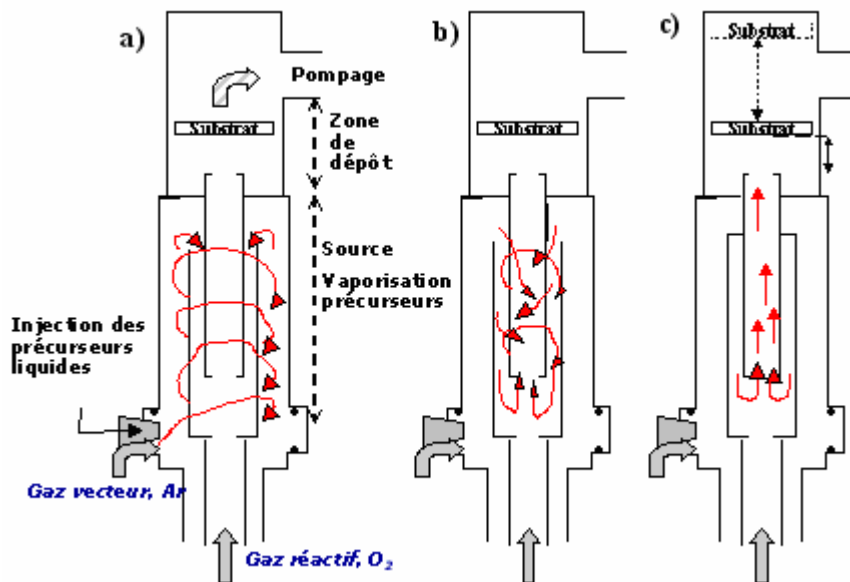 a)
Pompage
Substrat
Zone
de
dépôt
Source
Vaporisation
précurseurs
Injection des
précurseurs
liquides
Gaz vecteur, Ar
Gaz réactif, O₂
b)
Substrat
c)
Substrat
Substrat